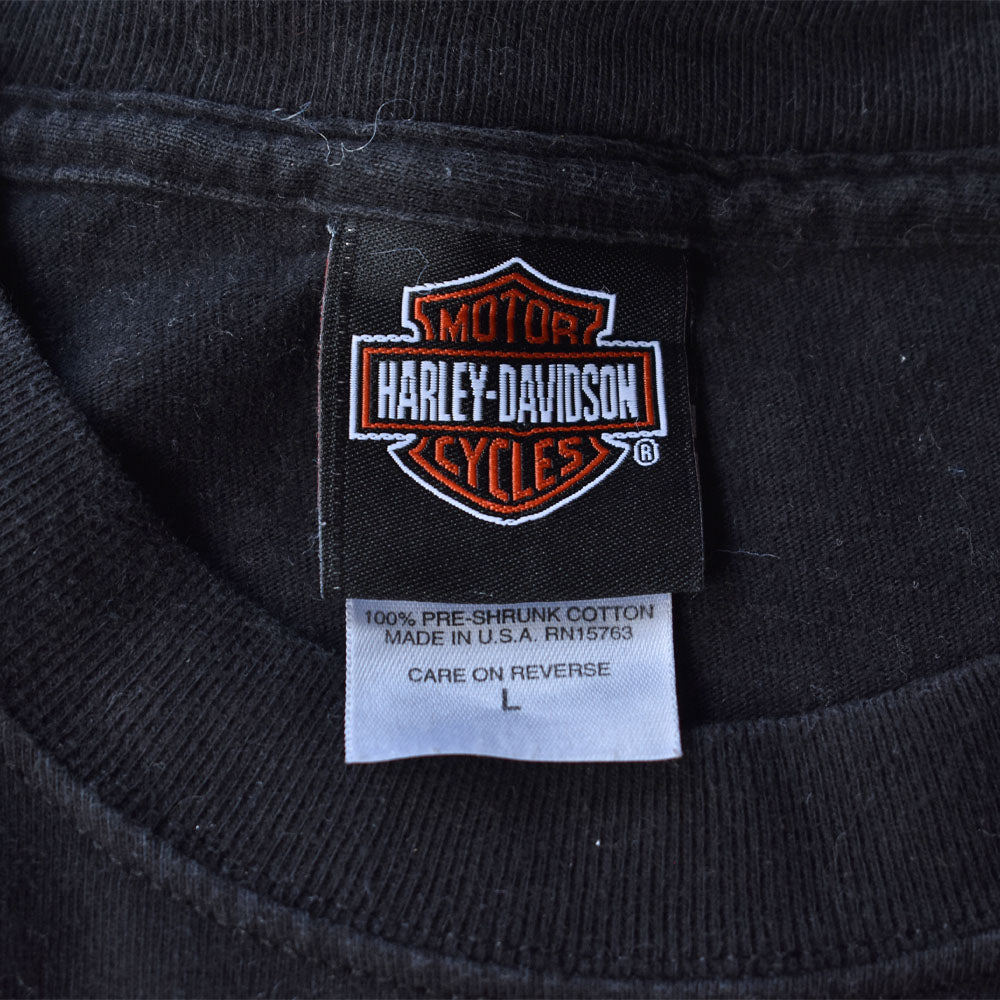 MOTOR
HARLEY-DAVIDSON
CYCLES
®
100% PRE-SHRUNK COTTON
MADE IN U.S.A. RN15763
CARE ON REVERSE
L